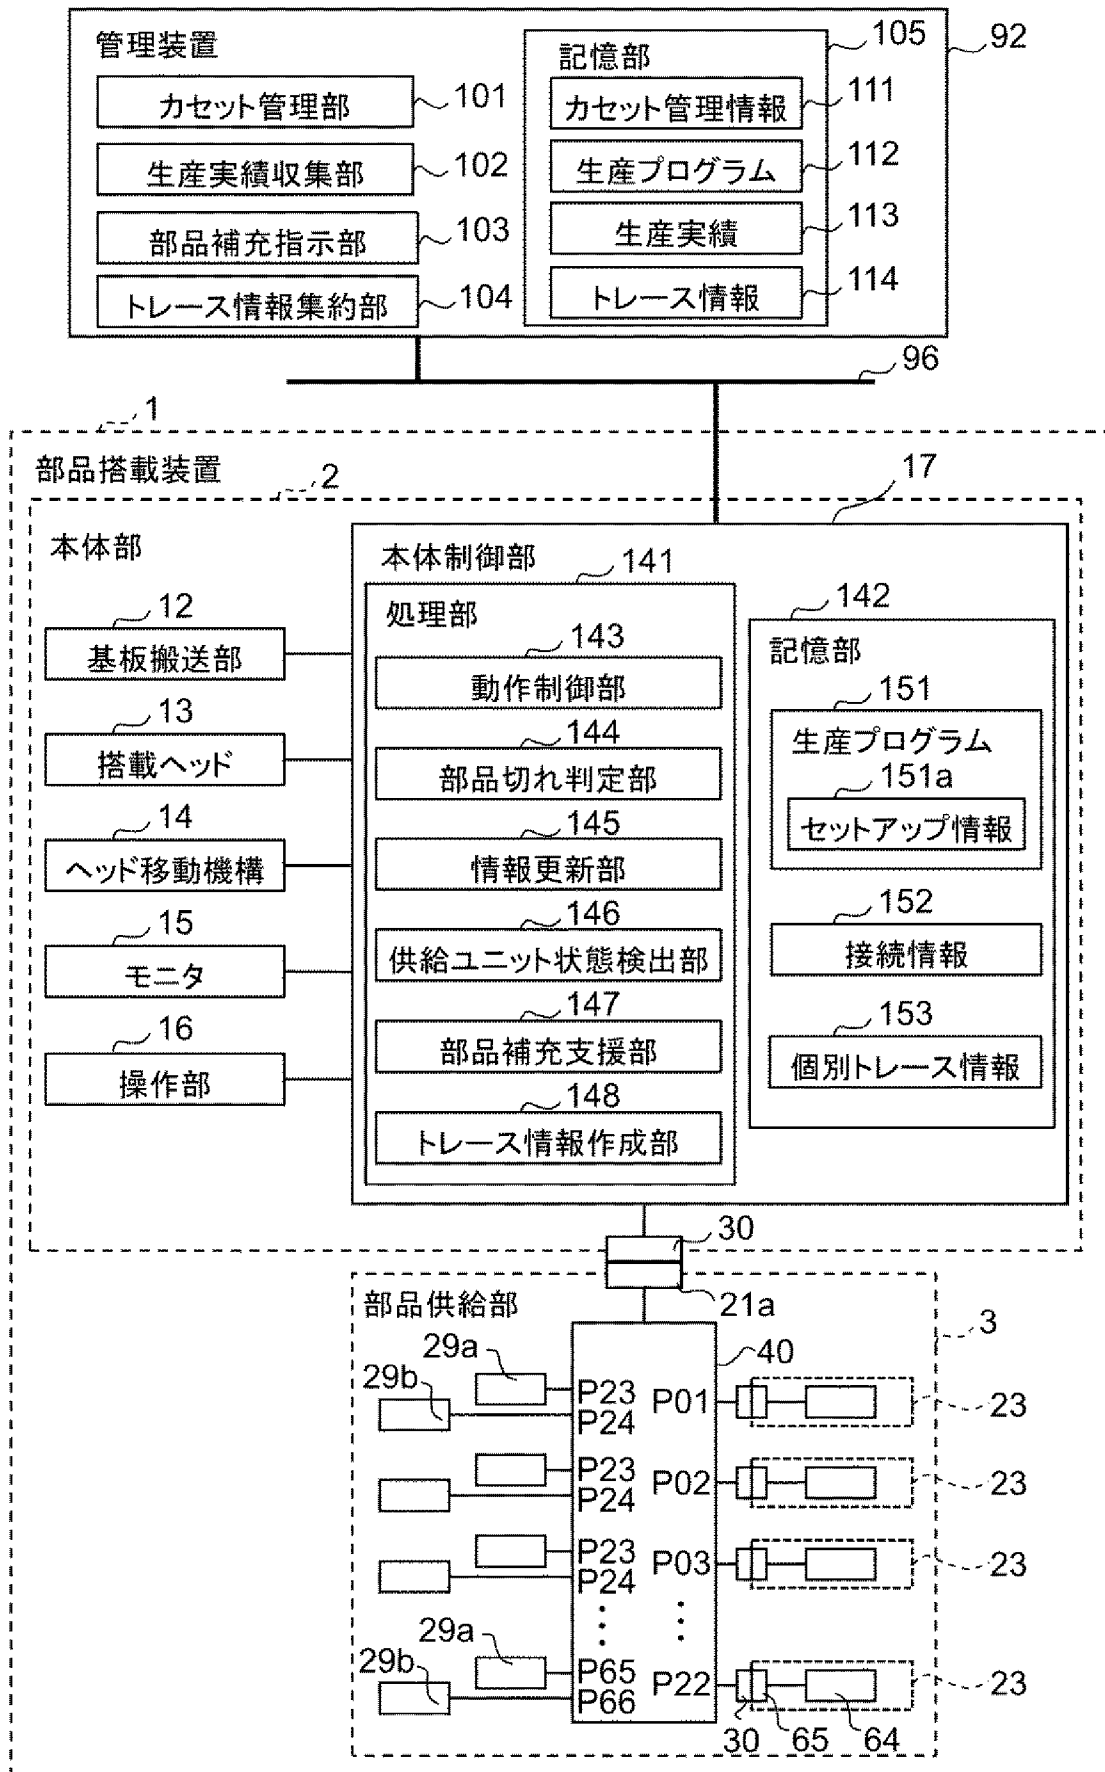 管理装置
92
カセット管理部
101
生産実績収集部
102
部品補充指示部
103
トレース情報集約部
104
記憶部
105
カセット管理情報
111
生産プログラム
112
生産実績
113
トレース情報
114
96
1
部品搭載装置
2
本体部
12
基板搬送部
13
搭載ヘッド
14
ヘッド移動機構
15
モニタ
16
操作部
17
本体制御部
141
処理部
143
動作制御部
144
部品切れ判定部
145
情報更新部
146
供給ユニット状態検出部
147
部品補充支援部
148
トレース情報作成部
142
記憶部
151
生産プログラム
151a
セットアップ情報
152
接続情報
153
個別トレース情報
30
21a
部品供給部
3
40
29a
29b
P23
P24
P01
23
P23
P24
P02
23
P23
P24
P03
23
29a
29b
P65
P66
P22
23
30
65
64